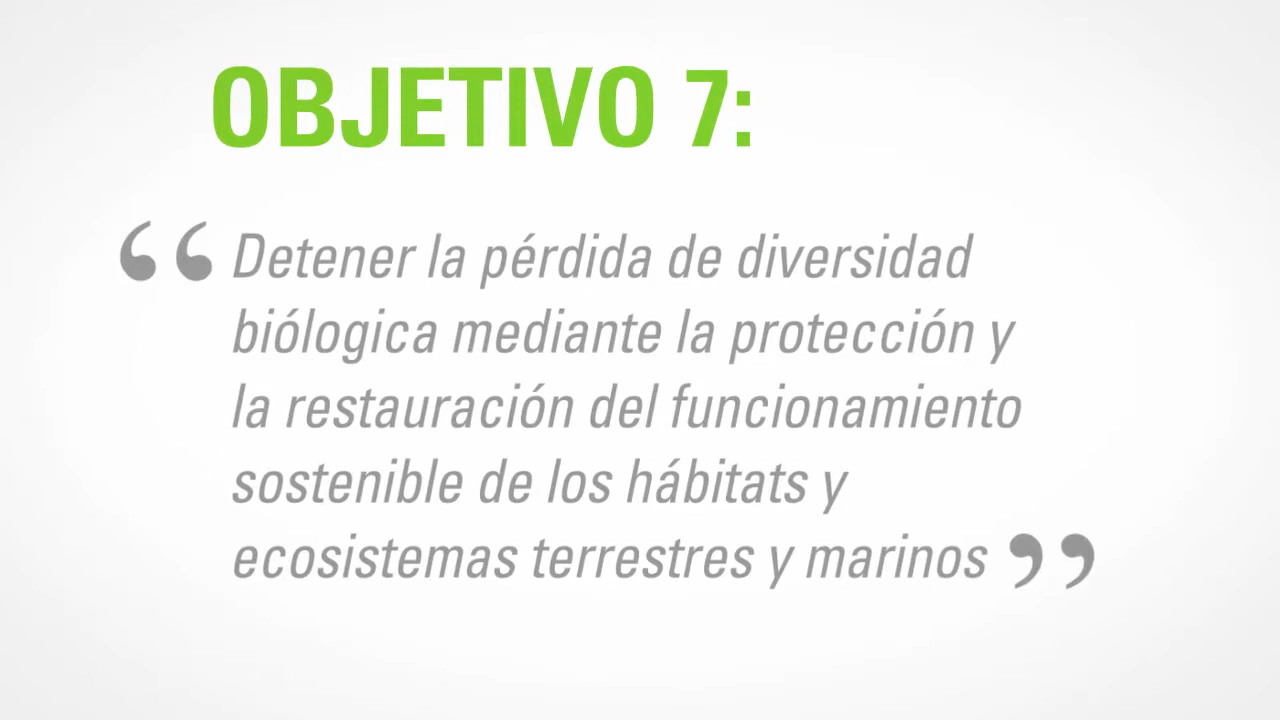 OBJETIVO 7:
“Detener la pérdida de diversidad
biólogica mediante la protección y
la restauración del funcionamiento
sostenible de los hábitats y
ecosistemas terrestres y marinos”